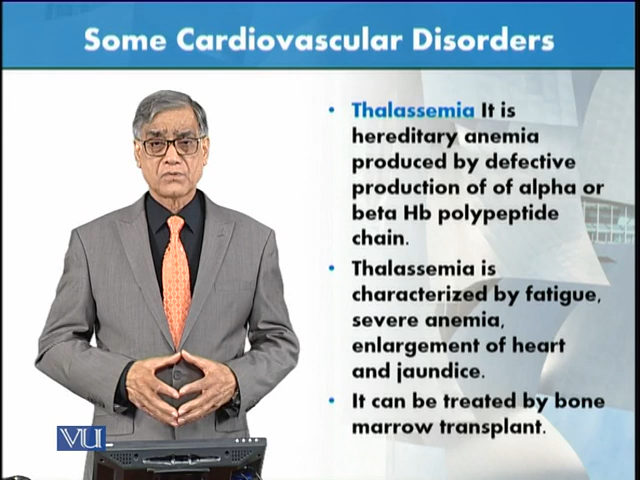 Some Cardiovascular Disorders
• Thalassemia It is
hereditary anemia
produced by defective
production of of alpha or
beta Hb polypeptide
chain.
• Thalassemia is
characterized by fatigue,
severe anemia,
enlargement of heart
and jaundice.
• It can be treated by bone
marrow transplant.
VU